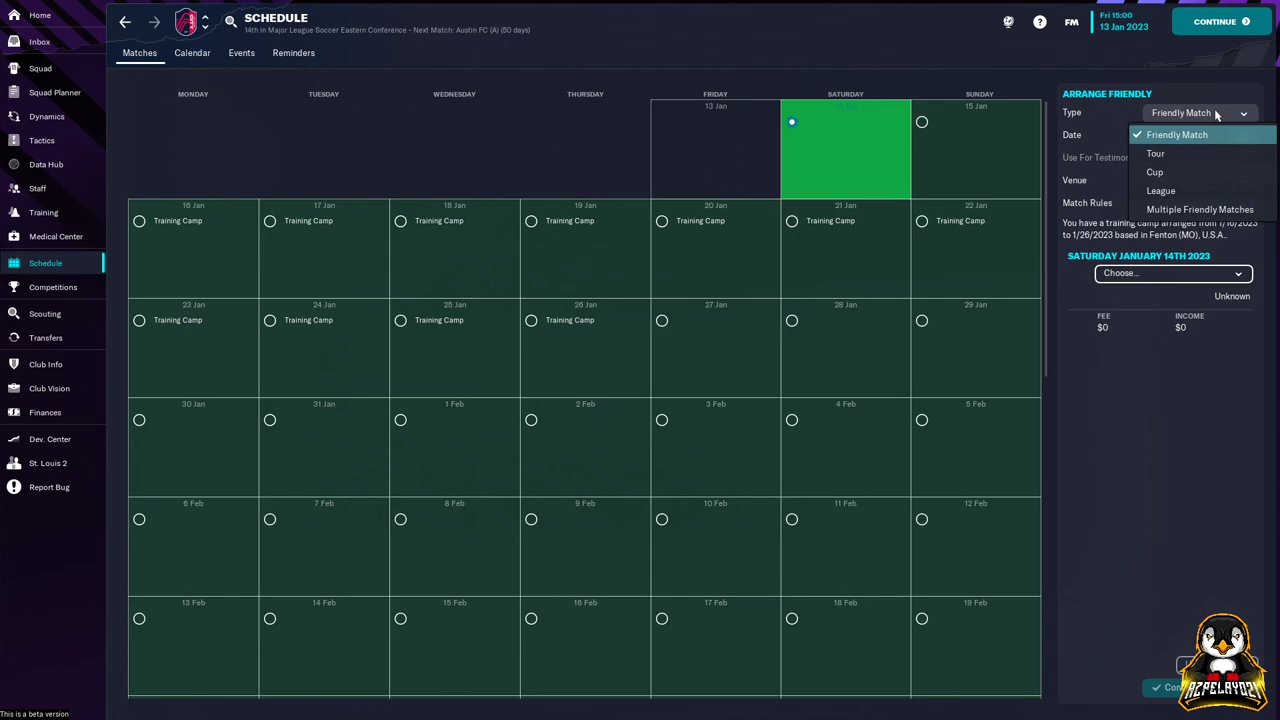 Home
Inbox
Squad
Squad Planner
Dynamics
Tactics
Data Hub
Staff
Training
Medical Center
Schedule
Competitions
Scouting
Transfers
Club Info
Club Vision
Finances
Dev. Center
St. Louis 2
Report Bug
This is a beta version
SCHEDULE
14th in Major League Soccer Eastern Conference - Next Match: Austin FC (A) (50 days)
FM
Fri 15:00
13 Jan 2023
CONTINUE
Matches Calendar Events Reminders
MONDAY TUESDAY WEDNESDAY THURSDAY FRIDAY SATURDAY SUNDAY
13 Jan 15 Jan
16 Jan 17 Jan 18 Jan 19 Jan 20 Jan 21 Jan 22 Jan
Training Camp Training Camp Training Camp Training Camp Training Camp Training Camp Training Camp
23 Jan 24 Jan 25 Jan 26 Jan 27 Jan 28 Jan 29 Jan
Training Camp Training Camp Training Camp Training Camp
30 Jan 31 Jan 1 Feb 2 Feb 3 Feb 4 Feb 5 Feb
6 Feb 7 Feb 8 Feb 9 Feb 10 Feb 11 Feb 12 Feb
13 Feb 14 Feb 15 Feb 16 Feb 17 Feb 18 Feb 19 Feb
ARRANGE FRIENDLY
Type Friendly Match
Friendly Match
Tour
Cup
League
Multiple Friendly Matches
Date
Use For Testimon
Venue
Match Rules
You have a training camp arranged from 1/16/2023
to 1/26/2023 based in Fenton (MO), U.S.A..
SATURDAY JANUARY 14TH 2023
Choose...
Unknown
FEE INCOME
$0 $0
Con
AZPELAYO24